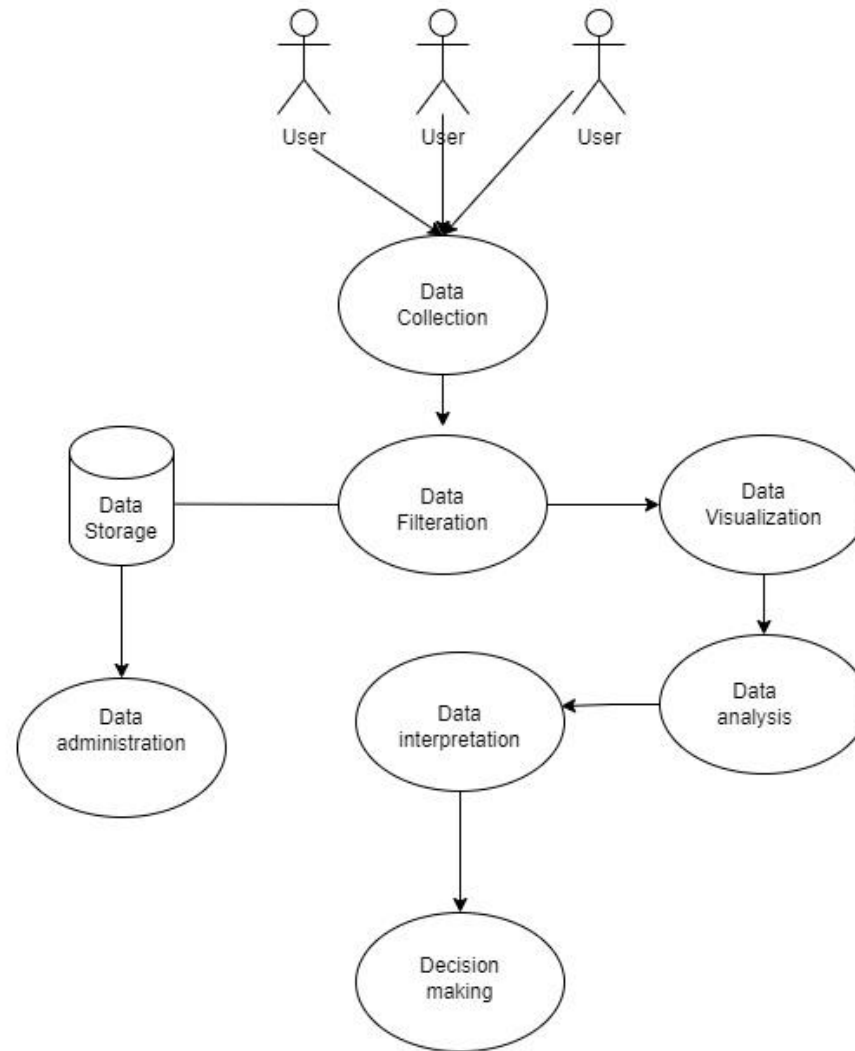 User
User
User
Data
Collection
Data
Storage
Data
Filteration
Data
Visualization
Data
administration
Data
interpretation
Data
analysis
Decision
making